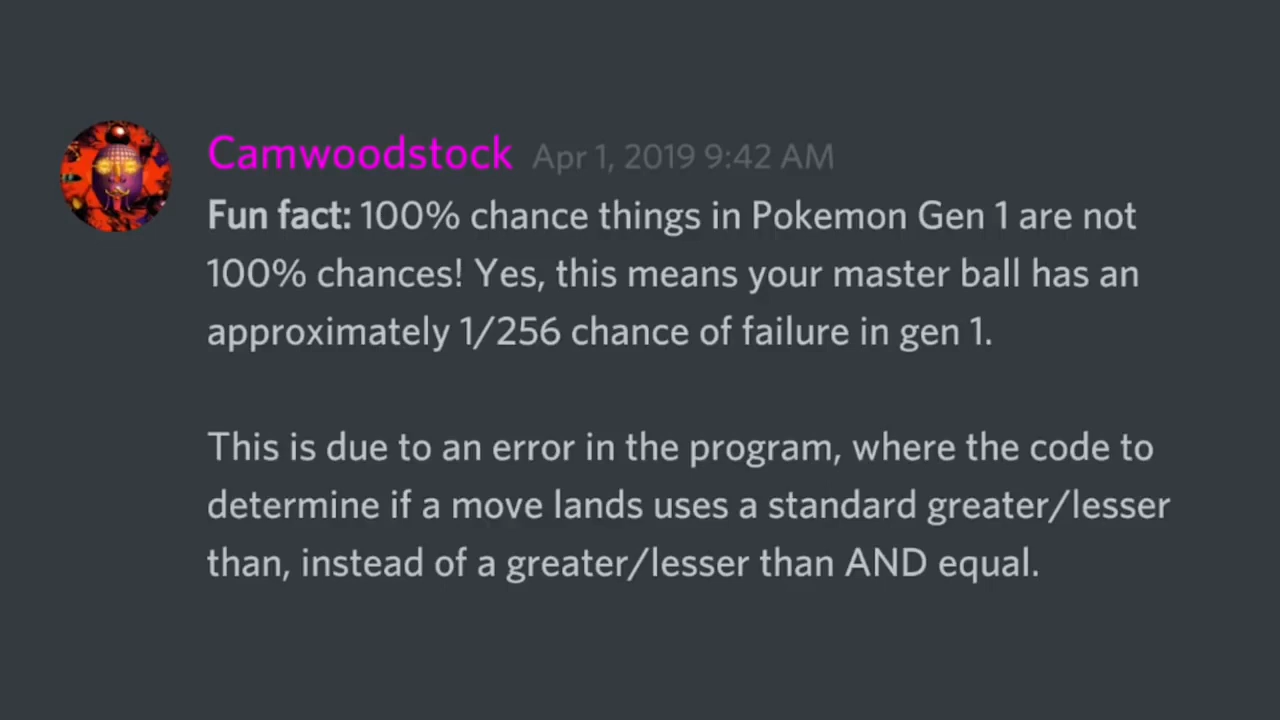 Camwoodstock Apr 1, 2019 9:42 AM
Fun fact: 100% chance things in Pokemon Gen 1 are not
100% chances! Yes, this means your master ball has an
approximately 1/256 chance of failure in gen 1.
This is due to an error in the program, where the code to
determine if a move lands uses a standard greater/lesser
than, instead of a greater/lesser than AND equal.